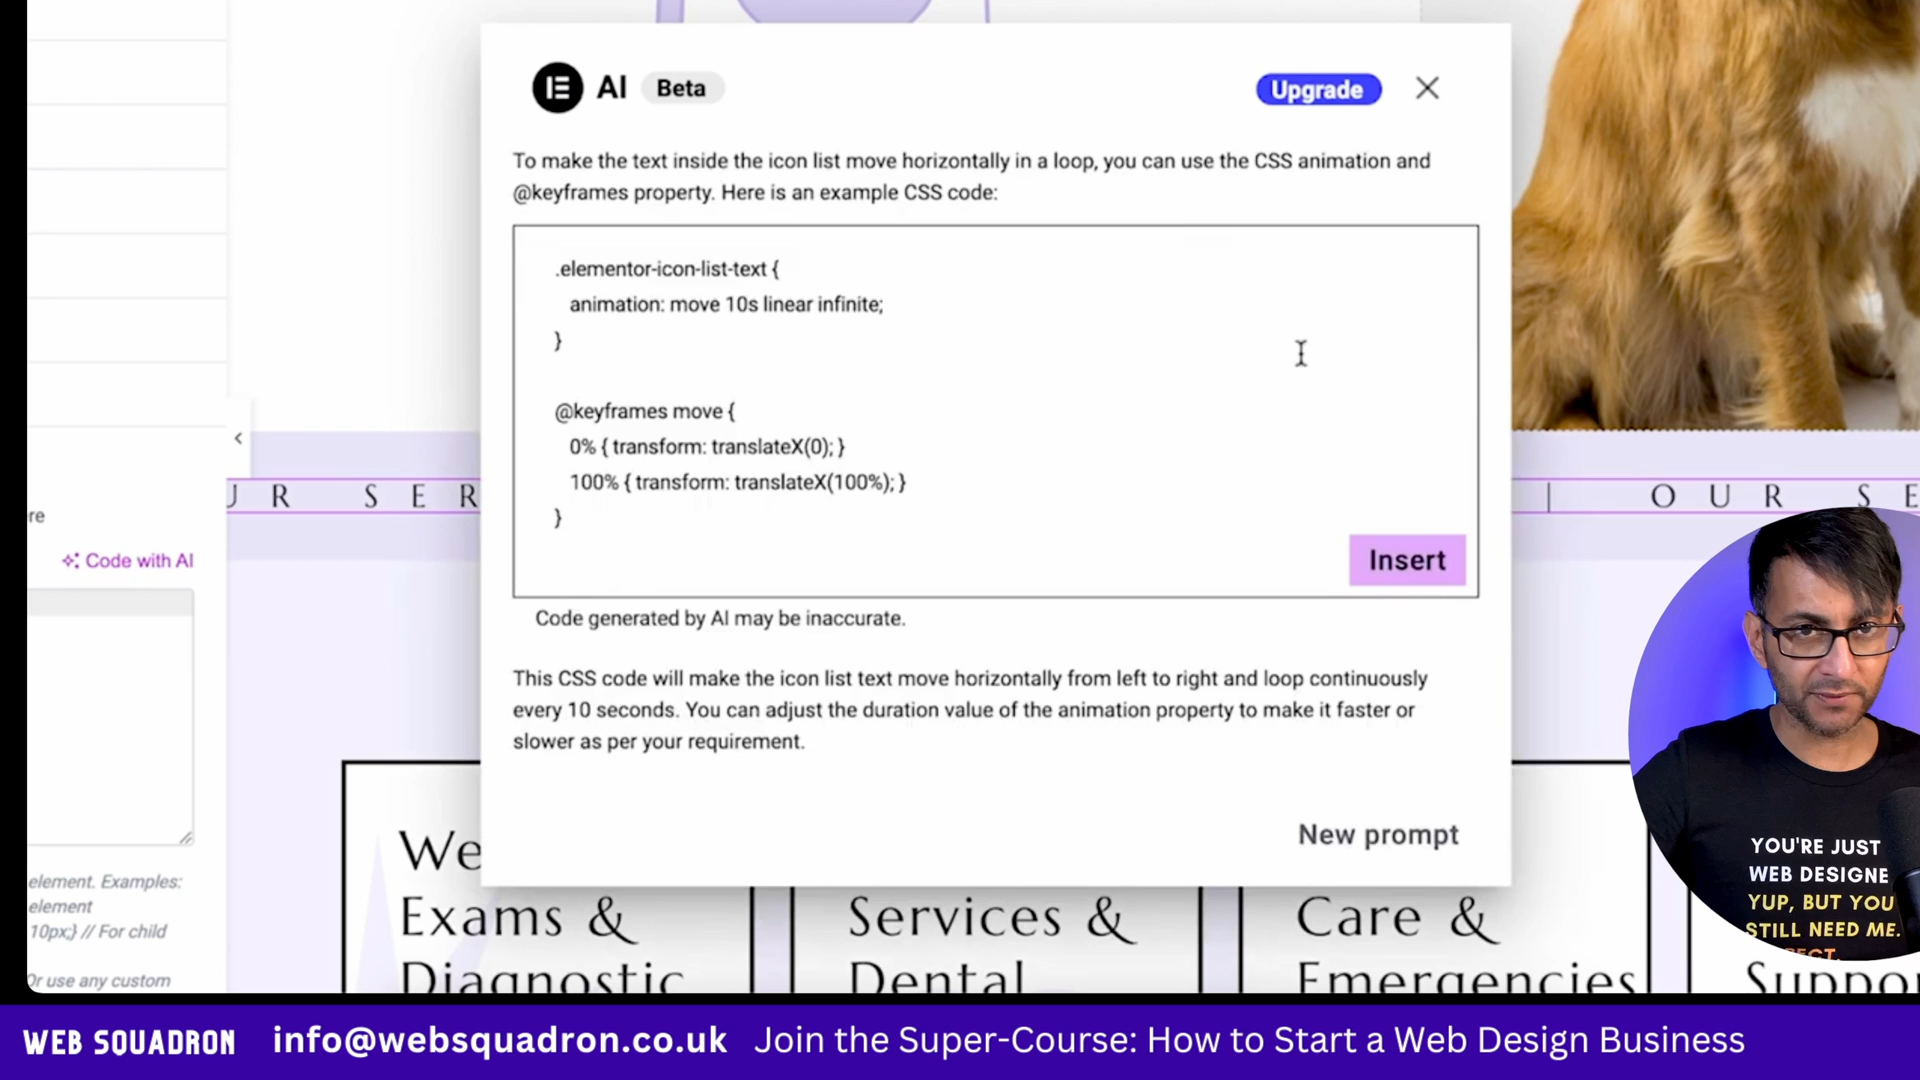 AI Beta Upgrade
To make the text inside the icon list move horizontally in a loop, you can use the CSS animation and
@keyframes property. Here is an example CSS code:
.elementor-icon-list-text {
animation: move 10s linear infinite;
}
@keyframes move {
0% { transform: translateX(0); }
100% { transform: translateX(100%); }
}
Insert
Code generated by AI may be inaccurate.
This CSS code will make the icon list text move horizontally from left to right and loop continuously
every 10 seconds. You can adjust the duration value of the animation property to make it faster or
slower as per your requirement.
New prompt
UR SER
| OUR SE
re
Code with AI
element. Examples:
element
10px;} // For child
Or use any custom
We
Exams &
Diagnostic
Services &
Dental
Care &
Emergencies
Suppo
YOU'RE JUST
WEB DESIGNE
YUP, BUT YOU
STILL NEED ME.
ECT.
WEB SQUADRON info@websquadron.co.uk Join the Super-Course: How to Start a Web Design Business